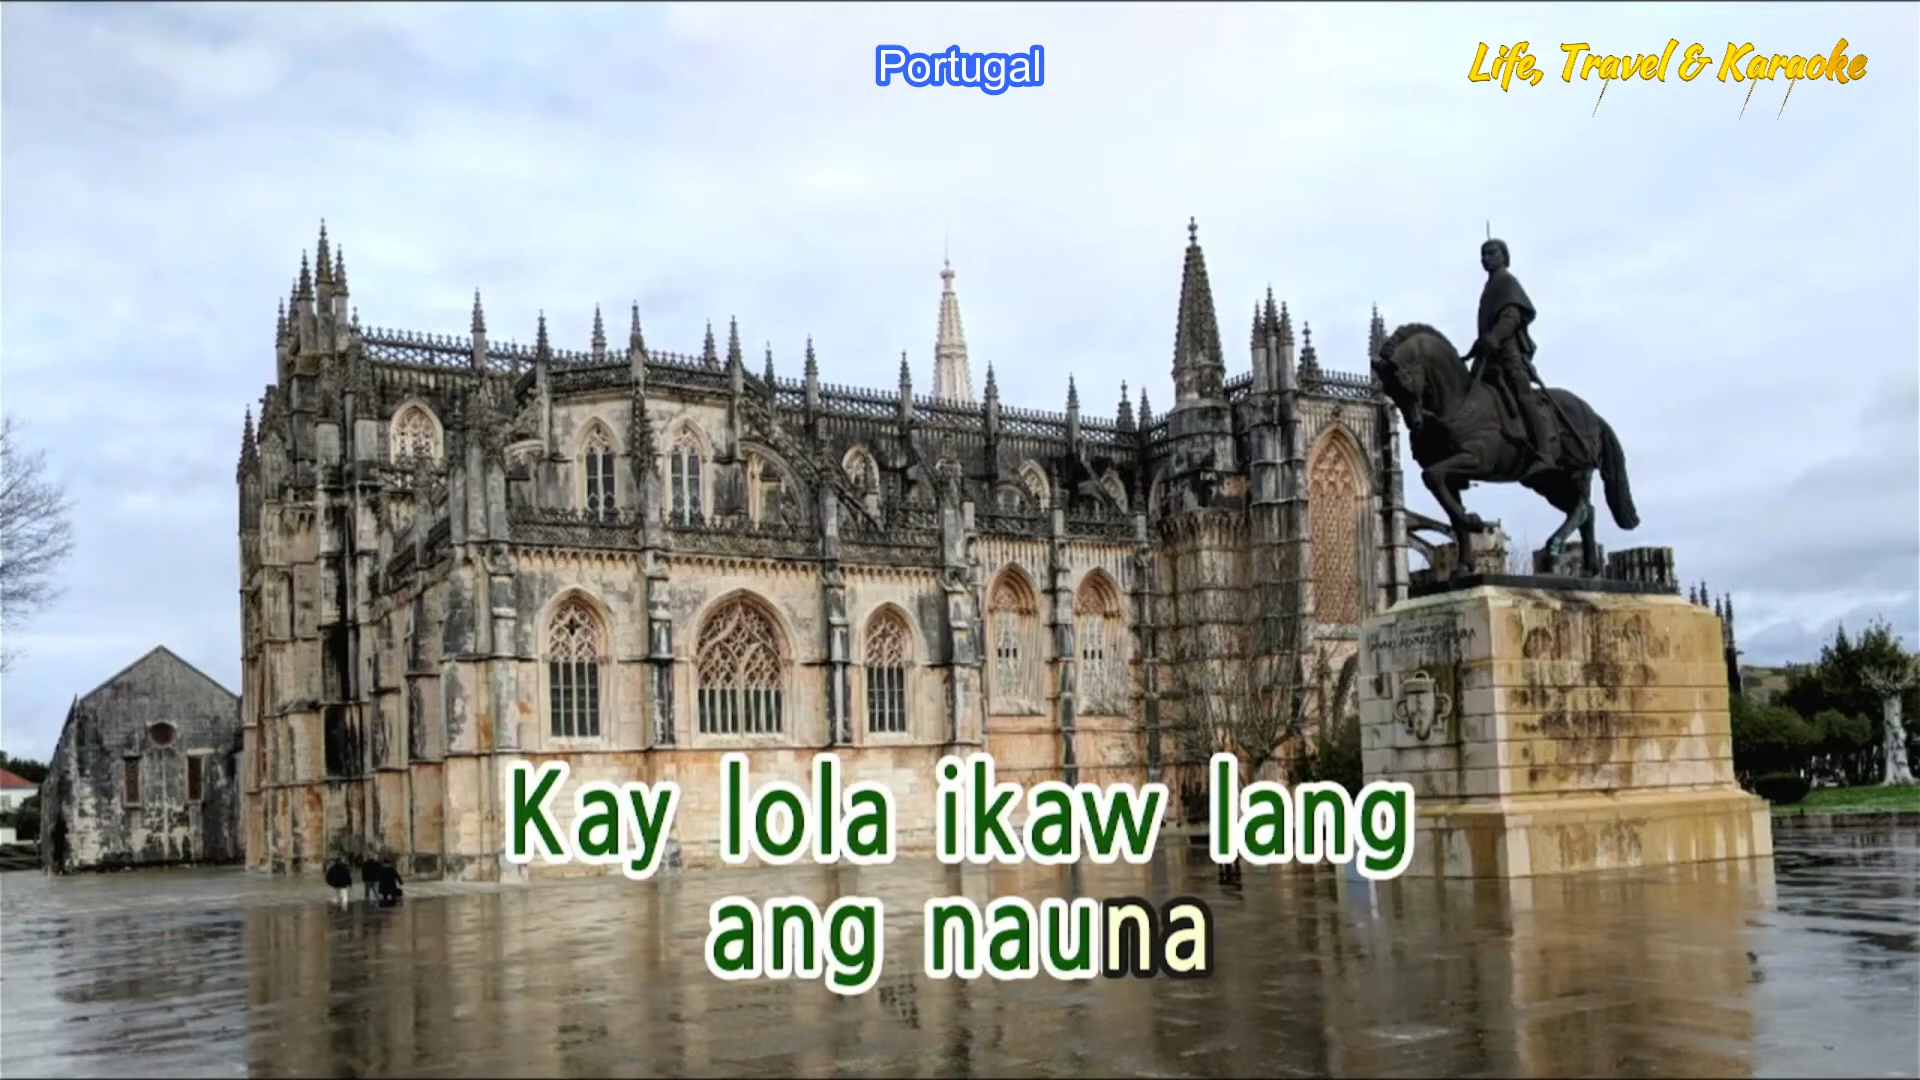 Portugal
Life, Travel & Karaoke
Kay lola ikaw lang
ang nauna